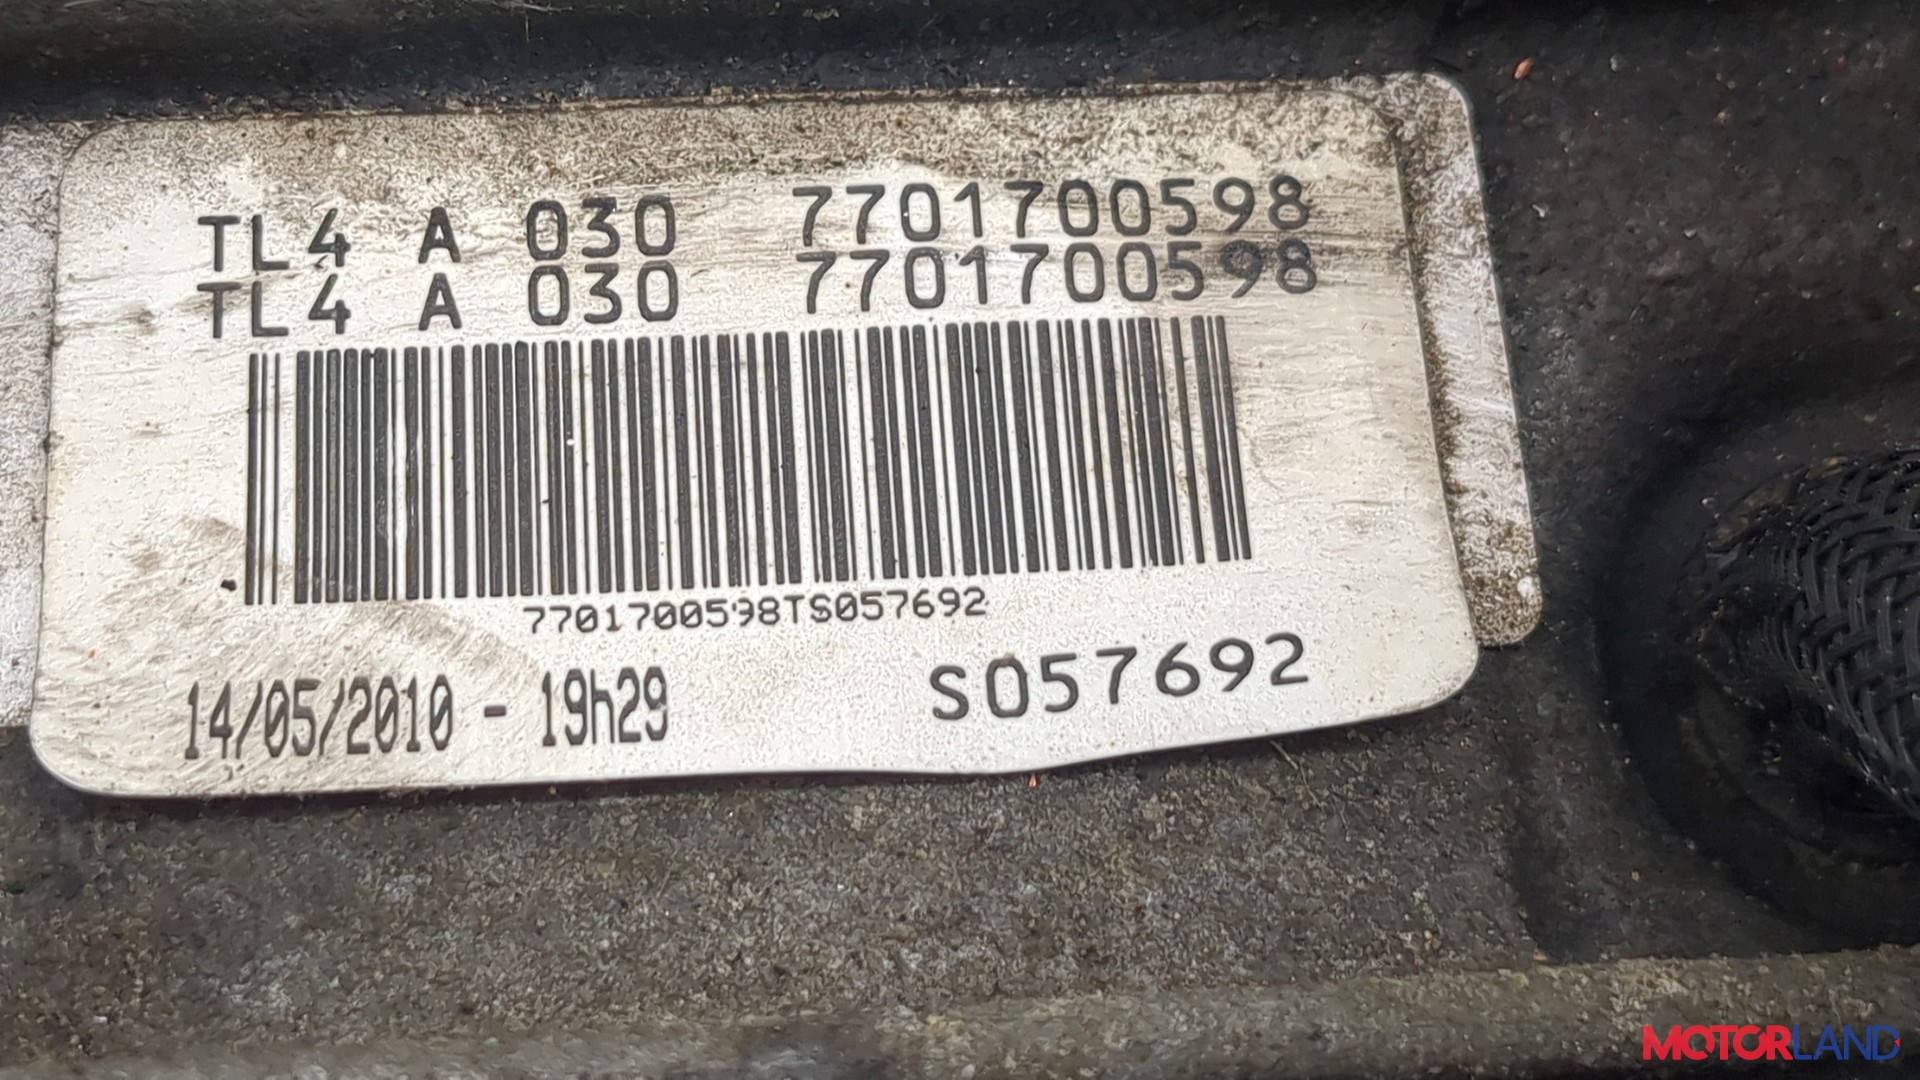 TL4 A 030 7701700598
TL4 A 030 7701700598
7701700598TS057692
14/05/2010 - 19h29 S057692
MOTORLAND